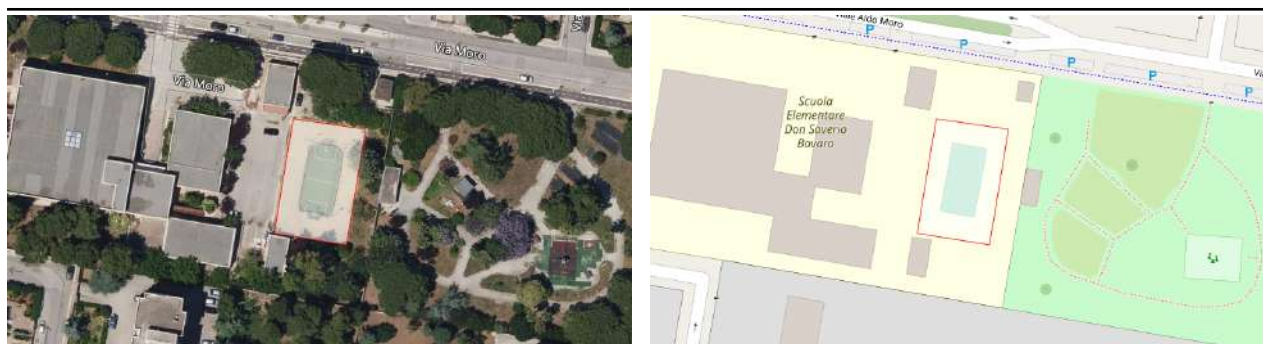 Via Moro
Via Moro
Viale Aldo Moro
P
P
P
P
P
Scuola
Elementare
Don Saverio
Bavaro